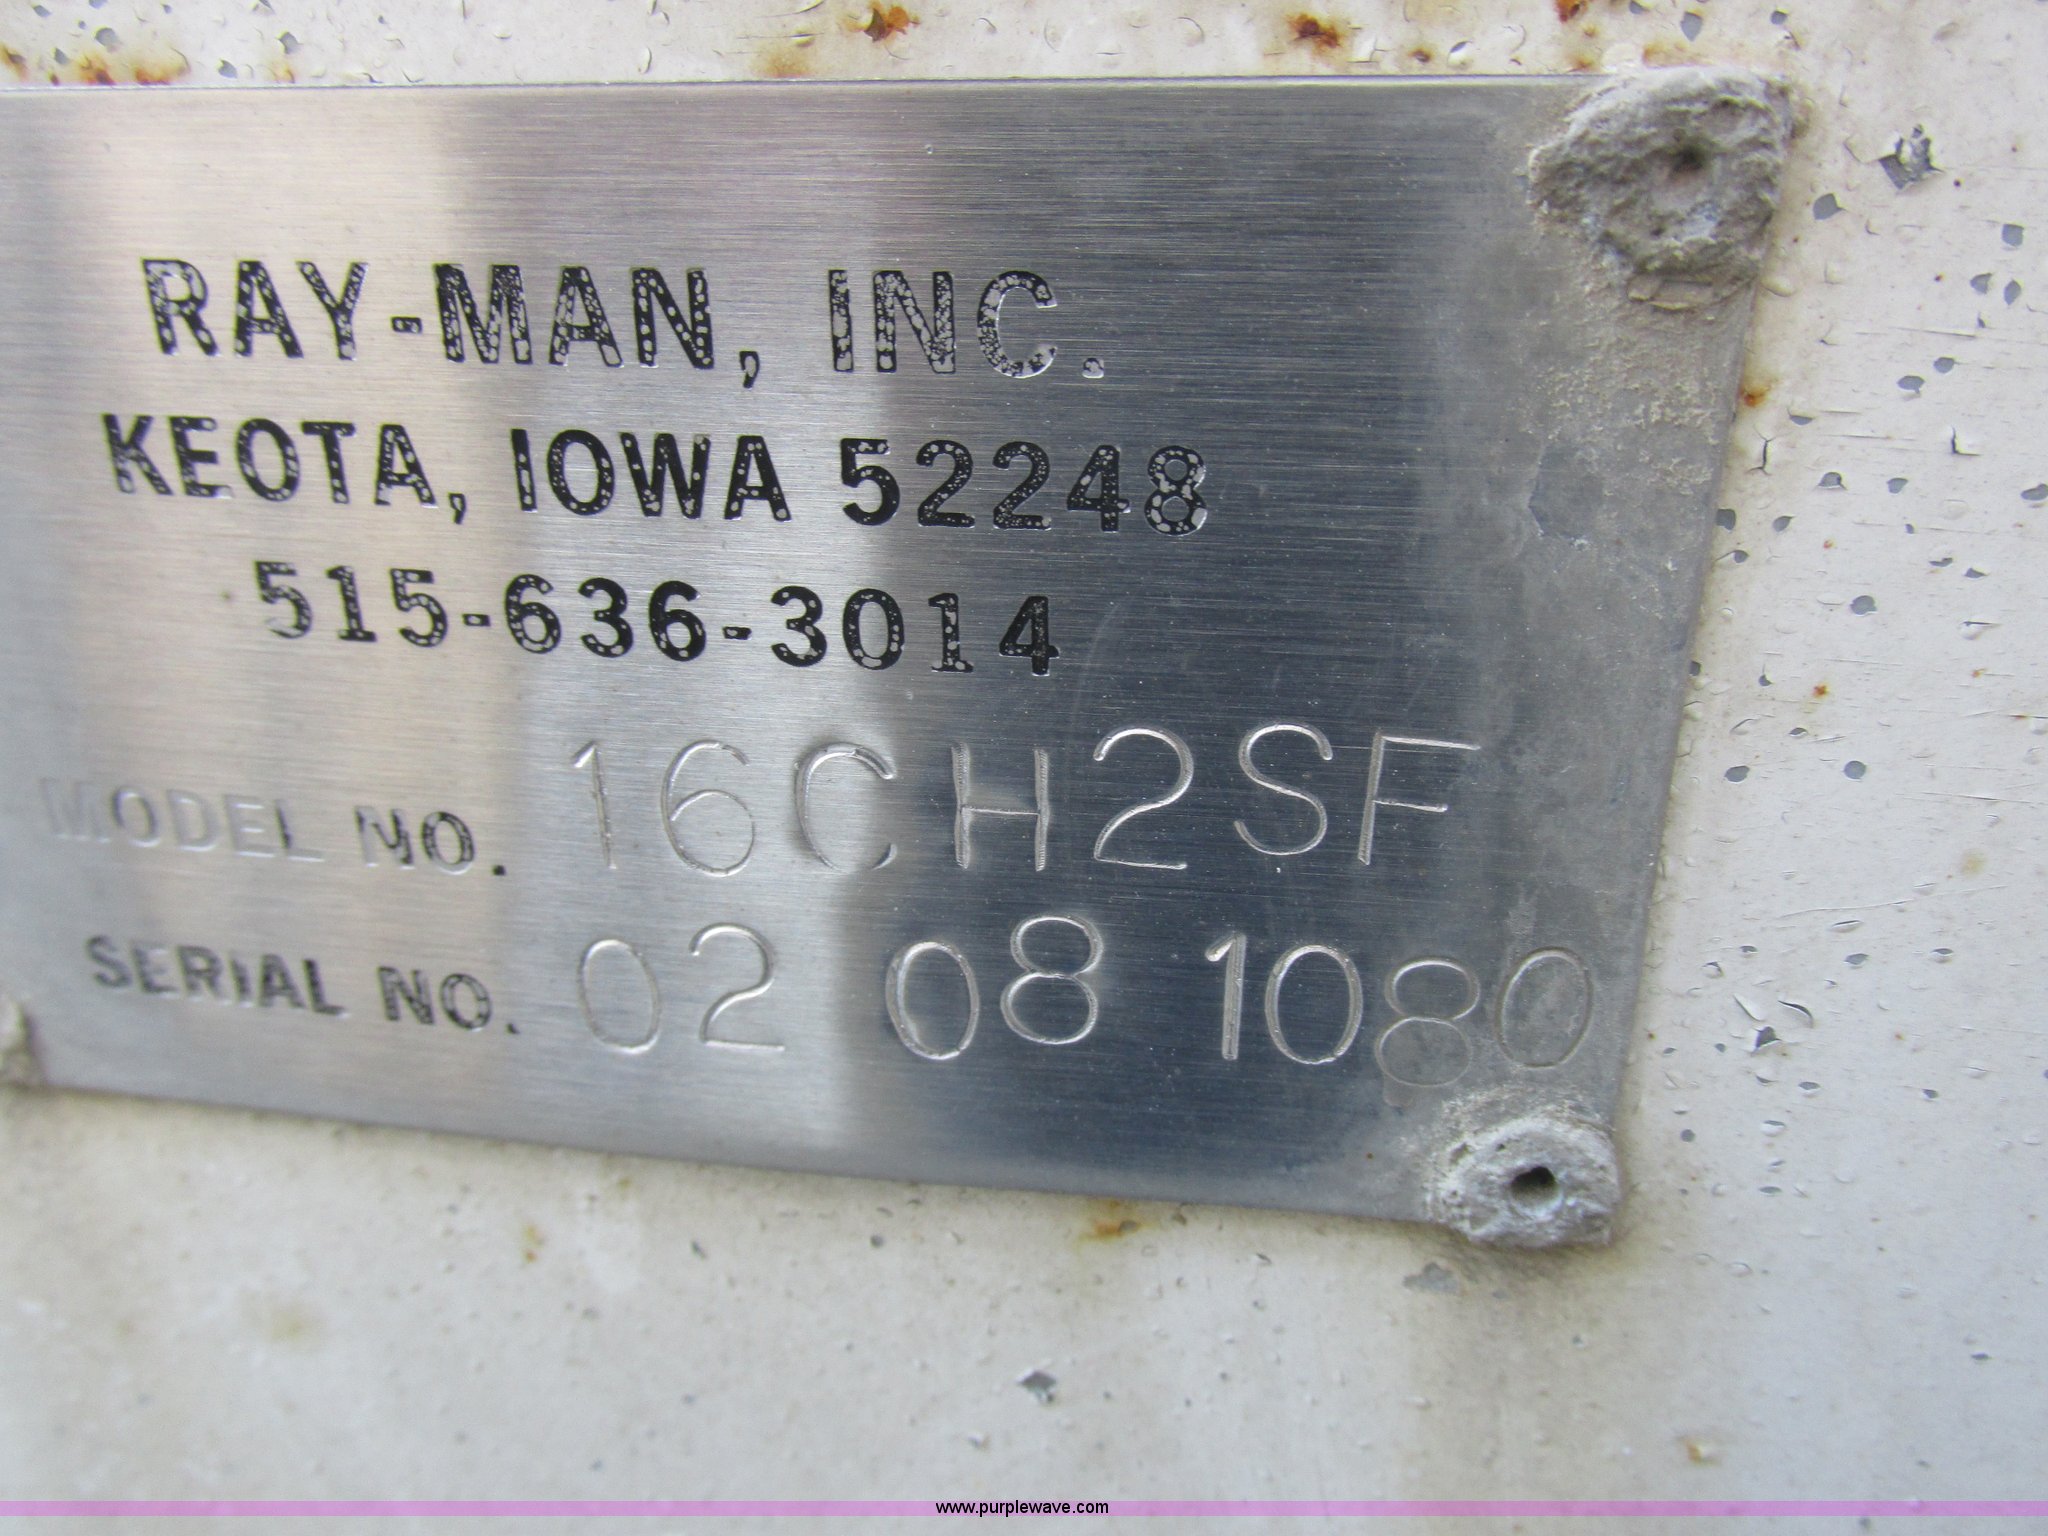 RAY-MAN, INC.
KEOTA, IOWA 52248
515-636-3014
MODEL NO. 16CH2SF
SERIAL NO. 02 08 1080
www.purplewave.com